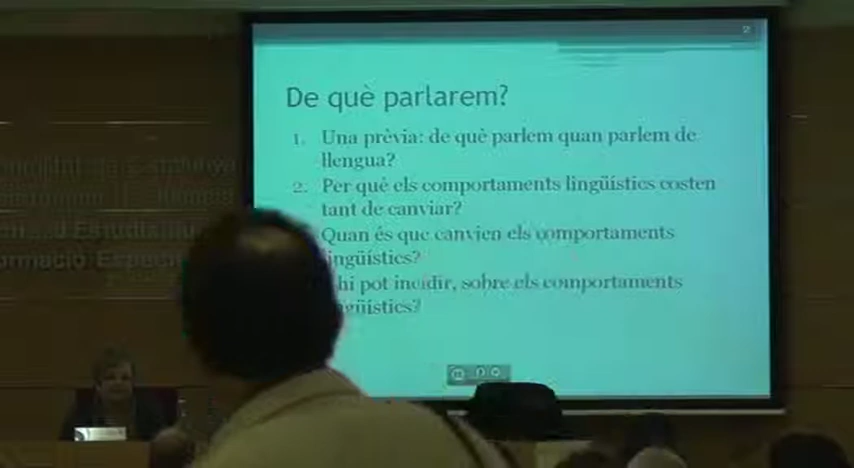 2
De què parlarem?
1. Una prèvia: de què parlem quan parlem de
llengua?
2. Per què els comportaments lingüístics costen
tant de canviar?
Quan és que canvien els comportaments
lingüístics?
hi pot incidir, sobre els comportaments